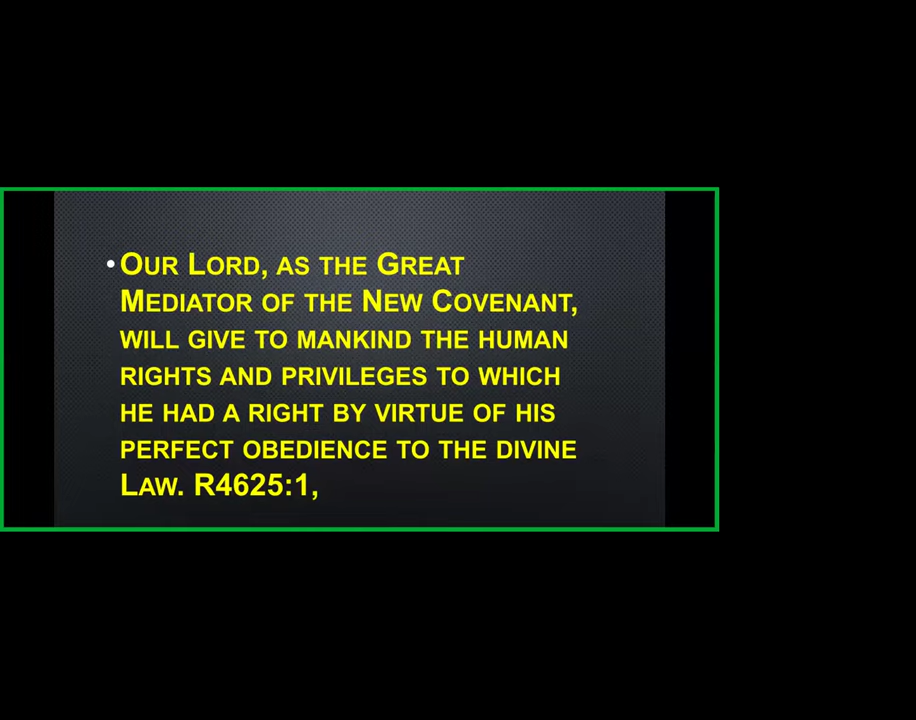 • Our Lord, as the Great
Mediator of the New Covenant,
will give to mankind the human
rights and privileges to which
he had a right by virtue of his
perfect obedience to the divine
Law. R4625:1,